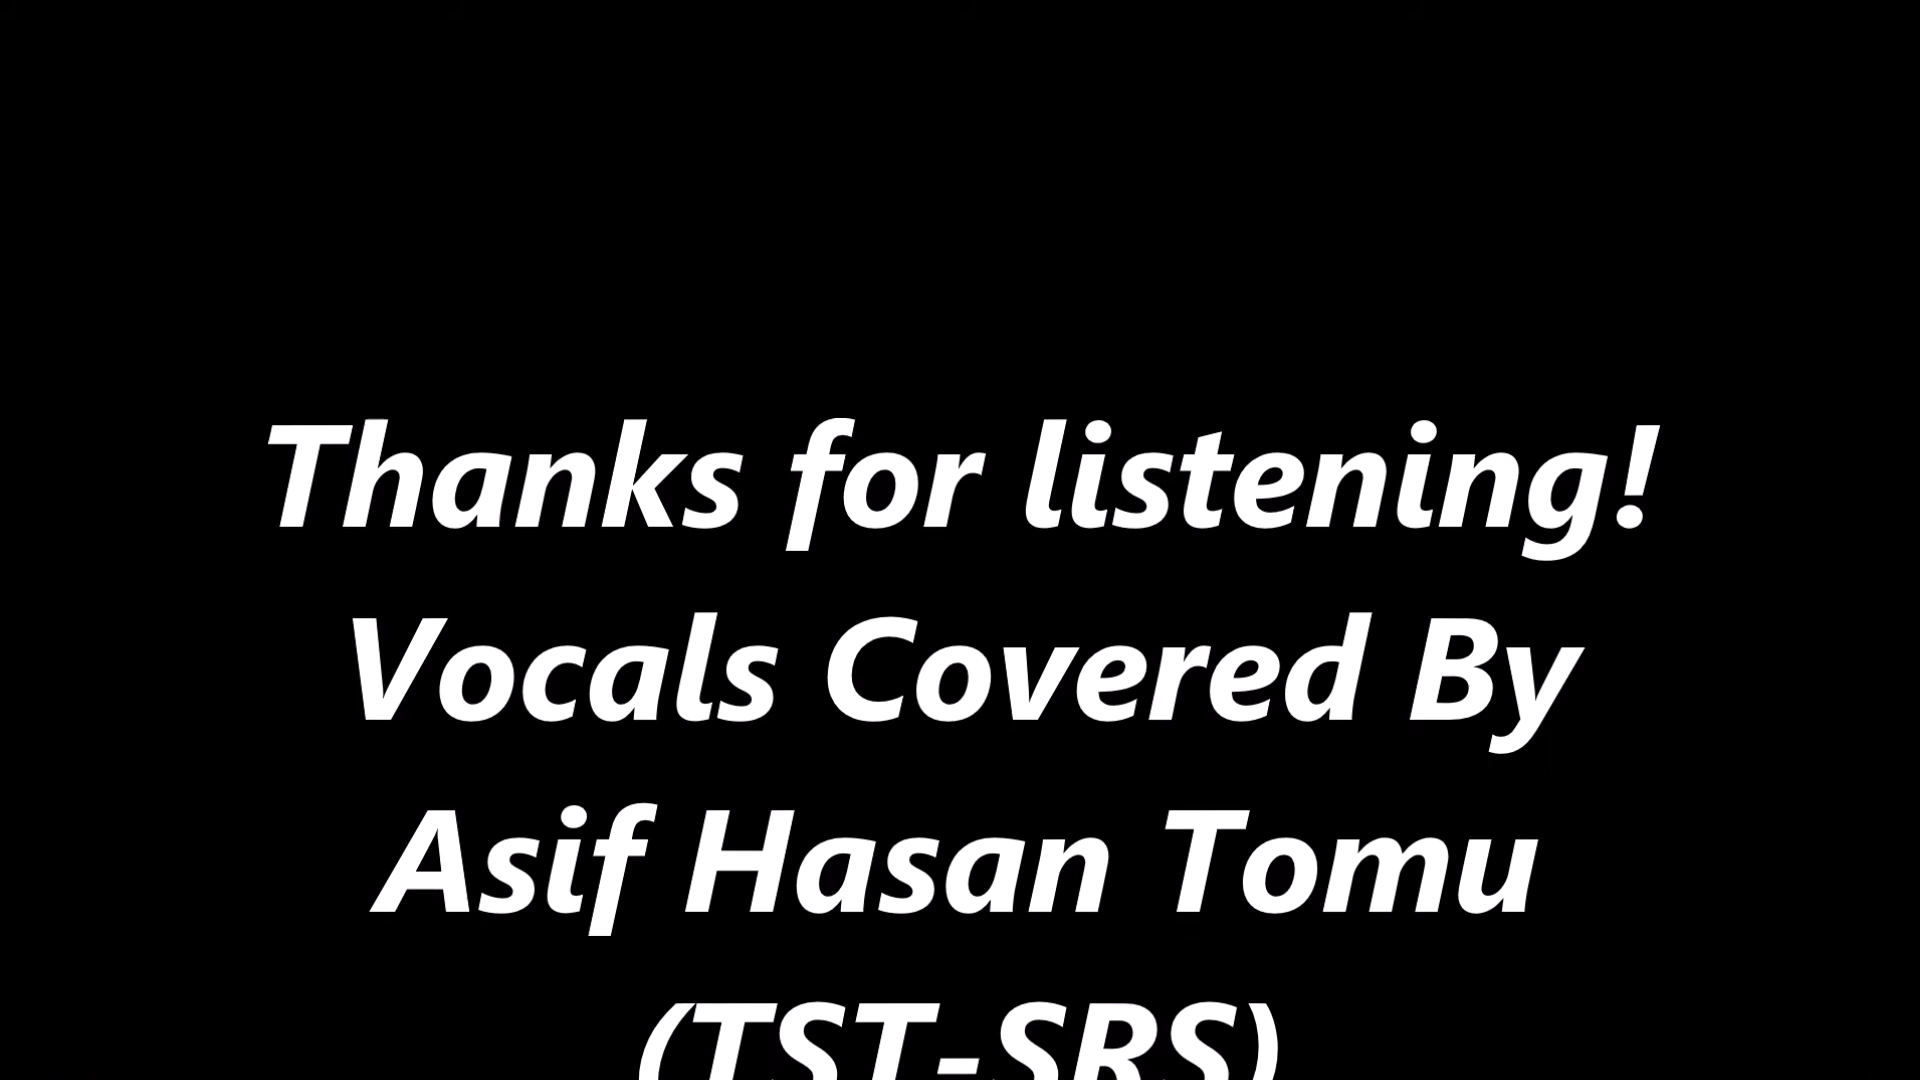 Thanks for listening!
Vocals Covered By
Asif Hasan Tomu
(TST-SRS)